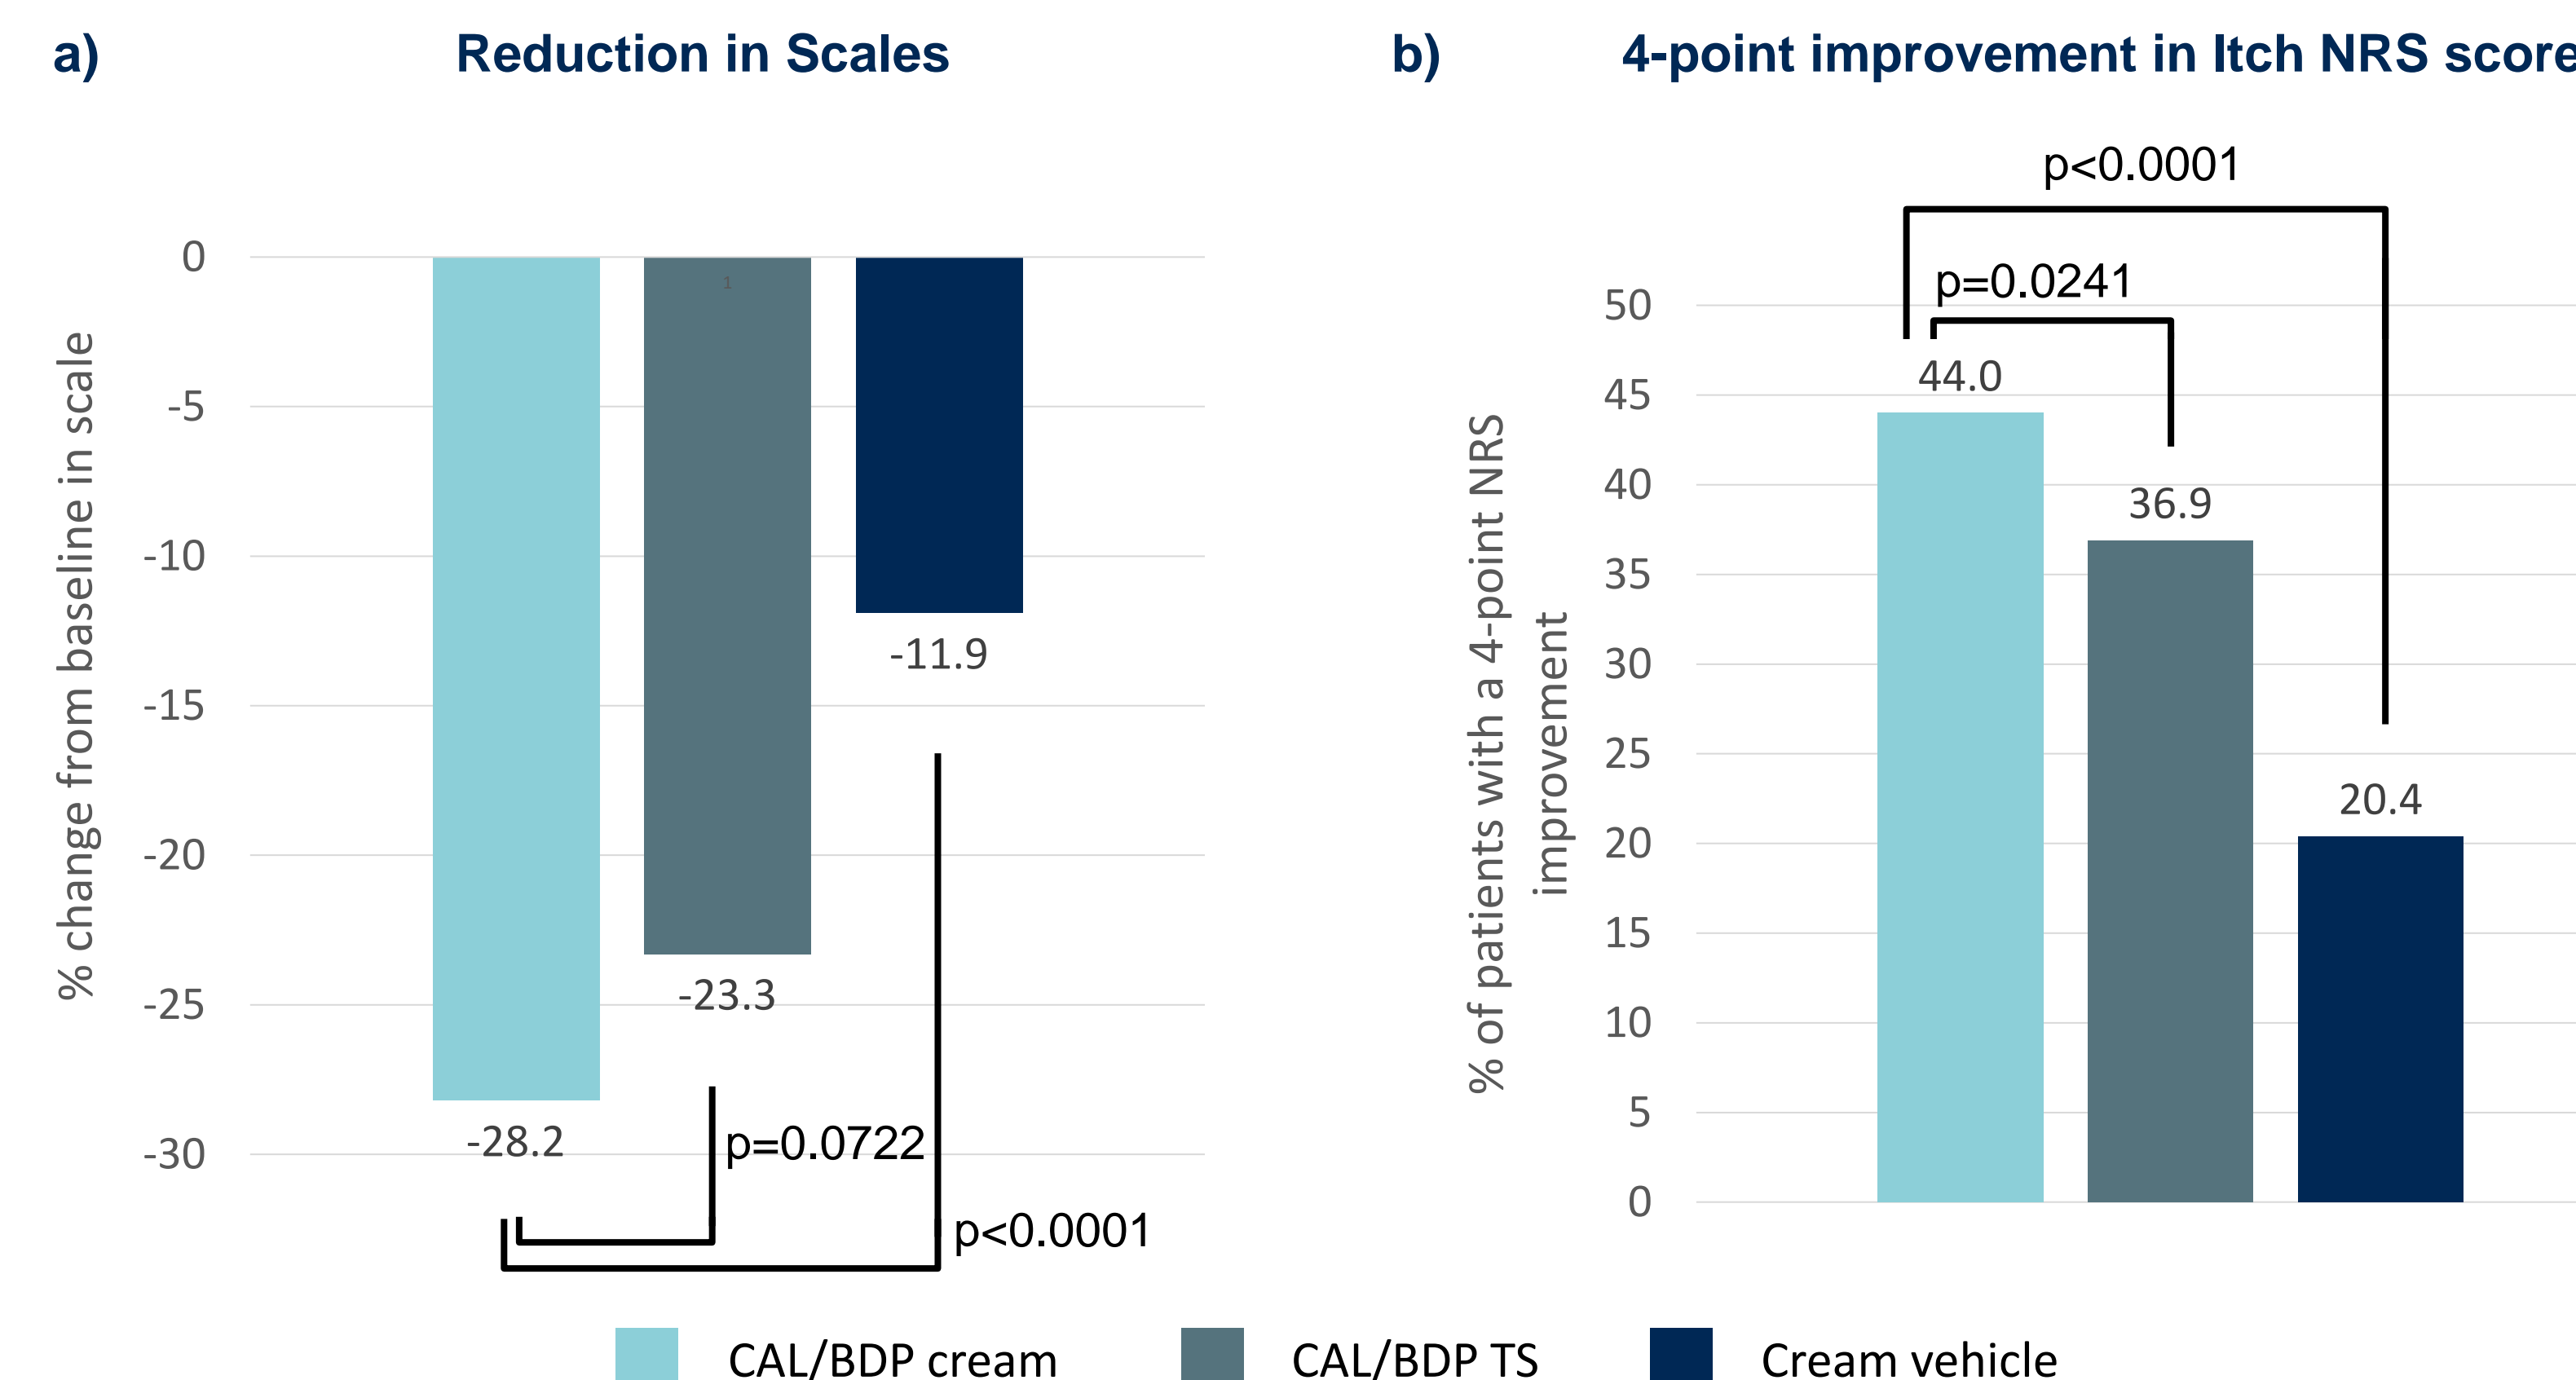 a)
Reduction in Scales
% change from baseline in scale
0
-5
-10
-15
-20
-25
-30
1
-28.2
-23.3
-11.9
p=0.0722
p<0.0001
b)
4-point improvement in Itch NRS score
% of patients with a 4-point NRS
improvement
p<0.0001
p=0.0241
50
45
40
35
30
25
20
15
10
5
0
44.0
36.9
20.4
CAL/BDP cream
CAL/BDP TS
Cream vehicle